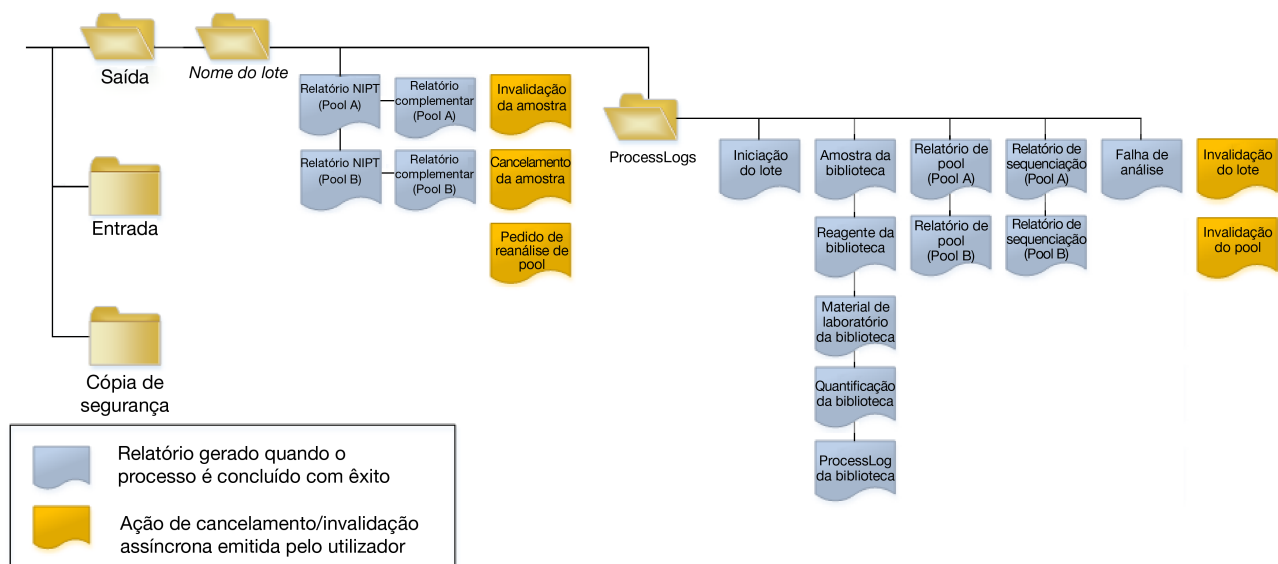 Saída
Nome do lote
Relatório NIPT
(Pool A)
Relatório
complementar
(Pool A)
Invalidação
da amostra
Relatório NIPT
(Pool B)
Relatório
complementar
(Pool B)
Cancelamento
da amostra
Pedido de
reanálise de
pool
Entrada
Cópia de
segurança
ProcessLogs
Iniciação
do lote
Amostra da
biblioteca
Relatório de
pool
(Pool A)
Relatório de
sequenciação
(Pool A)
Falha de
análise
Invalidação
do lote
Reagente da
biblioteca
Relatório de
pool
(Pool B)
Relatório de
sequenciação
(Pool B)
Invalidação
do pool
Material de
laboratório
da biblioteca
Quantificação
da biblioteca
ProcessLog
da biblioteca
Relatório gerado quando o
processo é concluído com êxito
Ação de cancelamento/invalidação
assíncrona emitida pelo utilizador